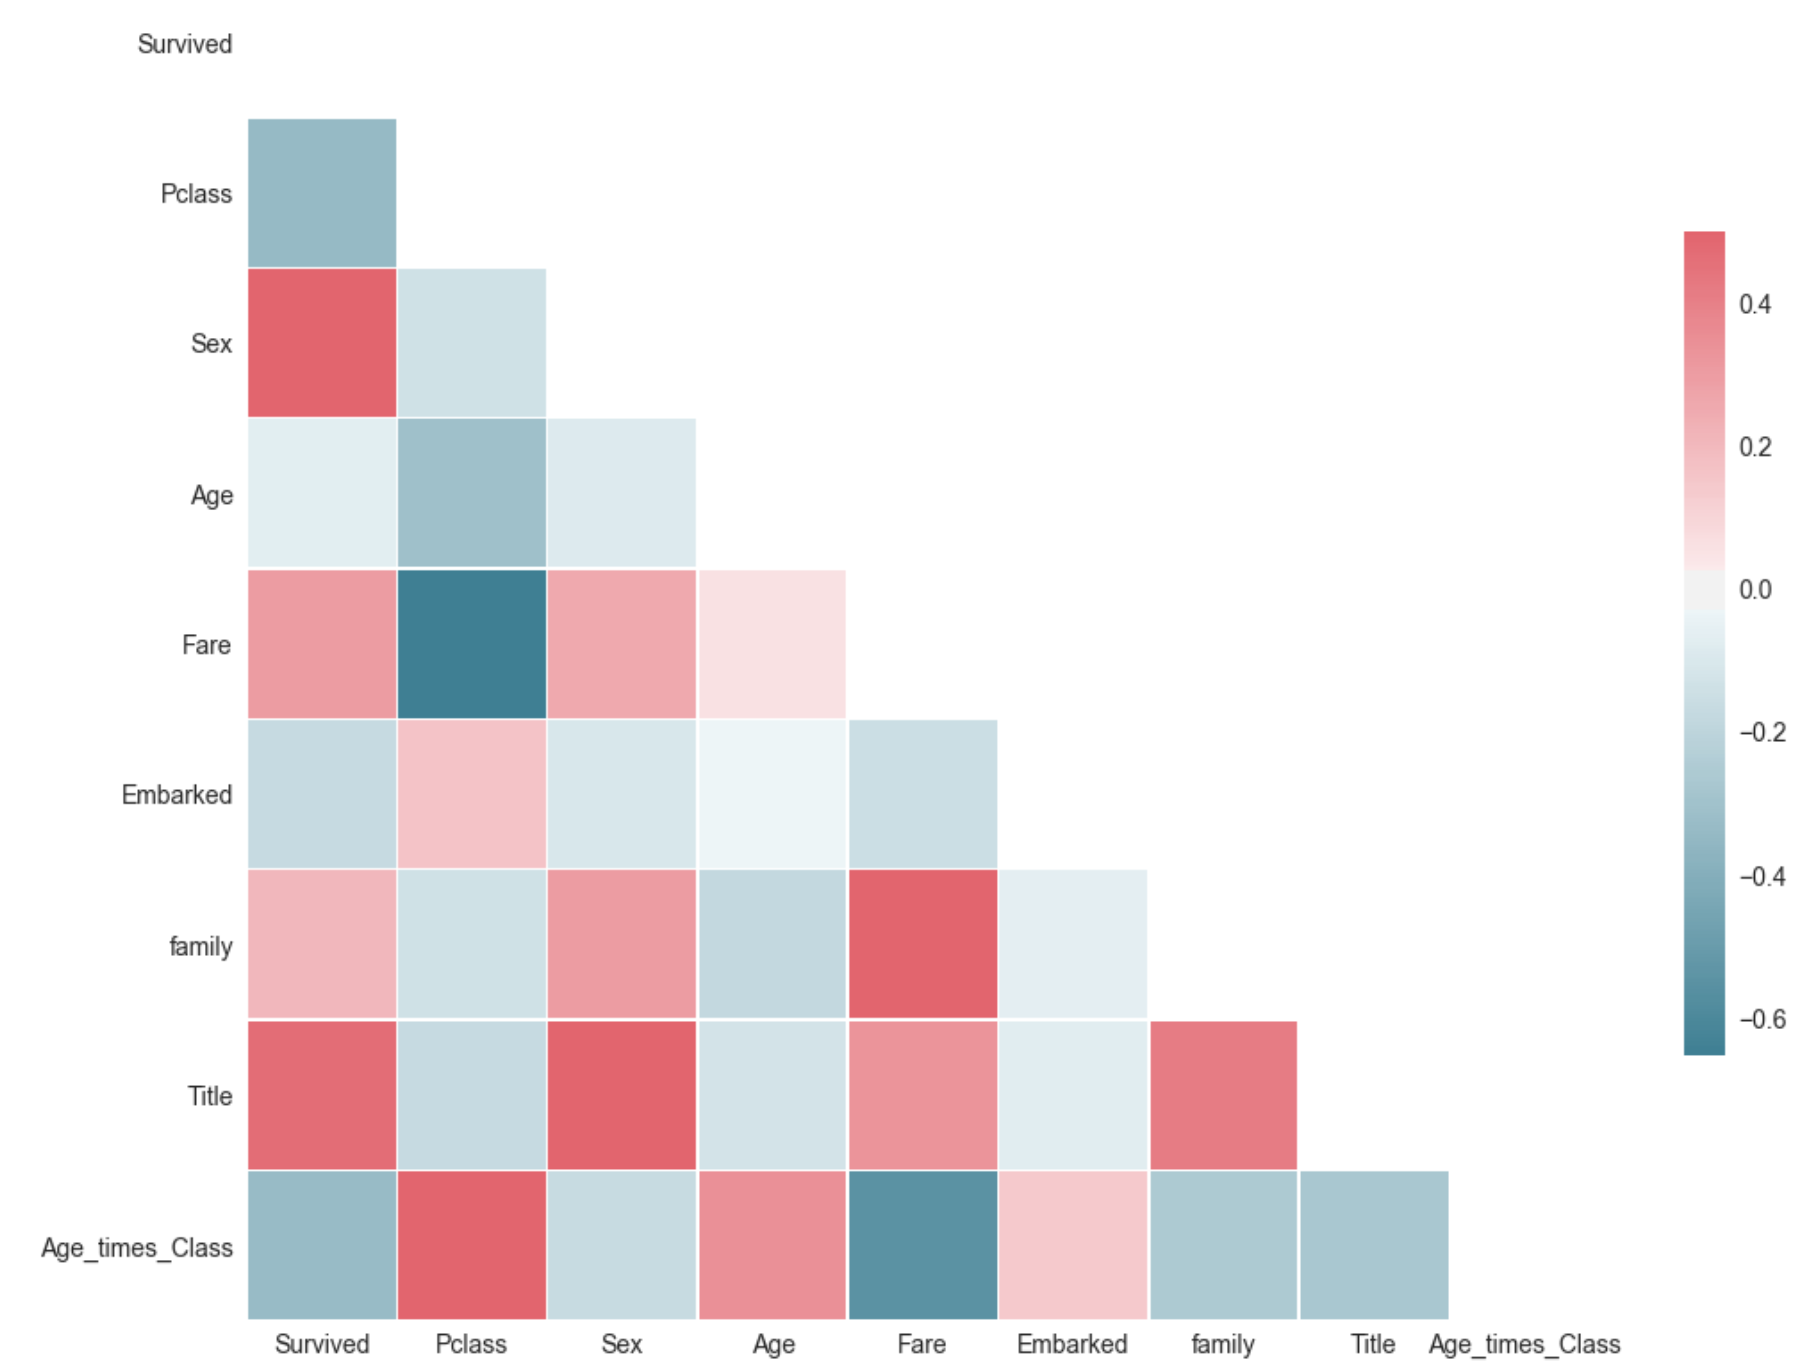 Survived
Pclass
Sex
Age
Fare
Embarked
family
Title
Age_times_Class
Survived Pclass Sex Age Fare Embarked family Title Age_times_Class
0.4
0.2
0.0
−0.2
−0.4
−0.6